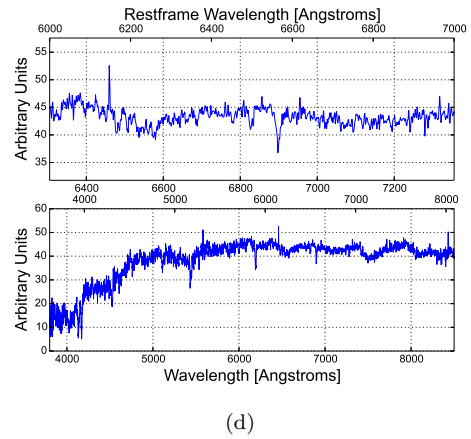 Restframe Wavelength [Angstroms]
6000 6200 6400 6600 6800 7000
55
50
45
40
35
Arbitrary Units
6400 6600 6800 7000 7200
4000 5000 6000 7000 8000
60
50
40
30
20
10
0
Arbitrary Units
4000 5000 6000 7000 8000
Wavelength [Angstroms]
(d)